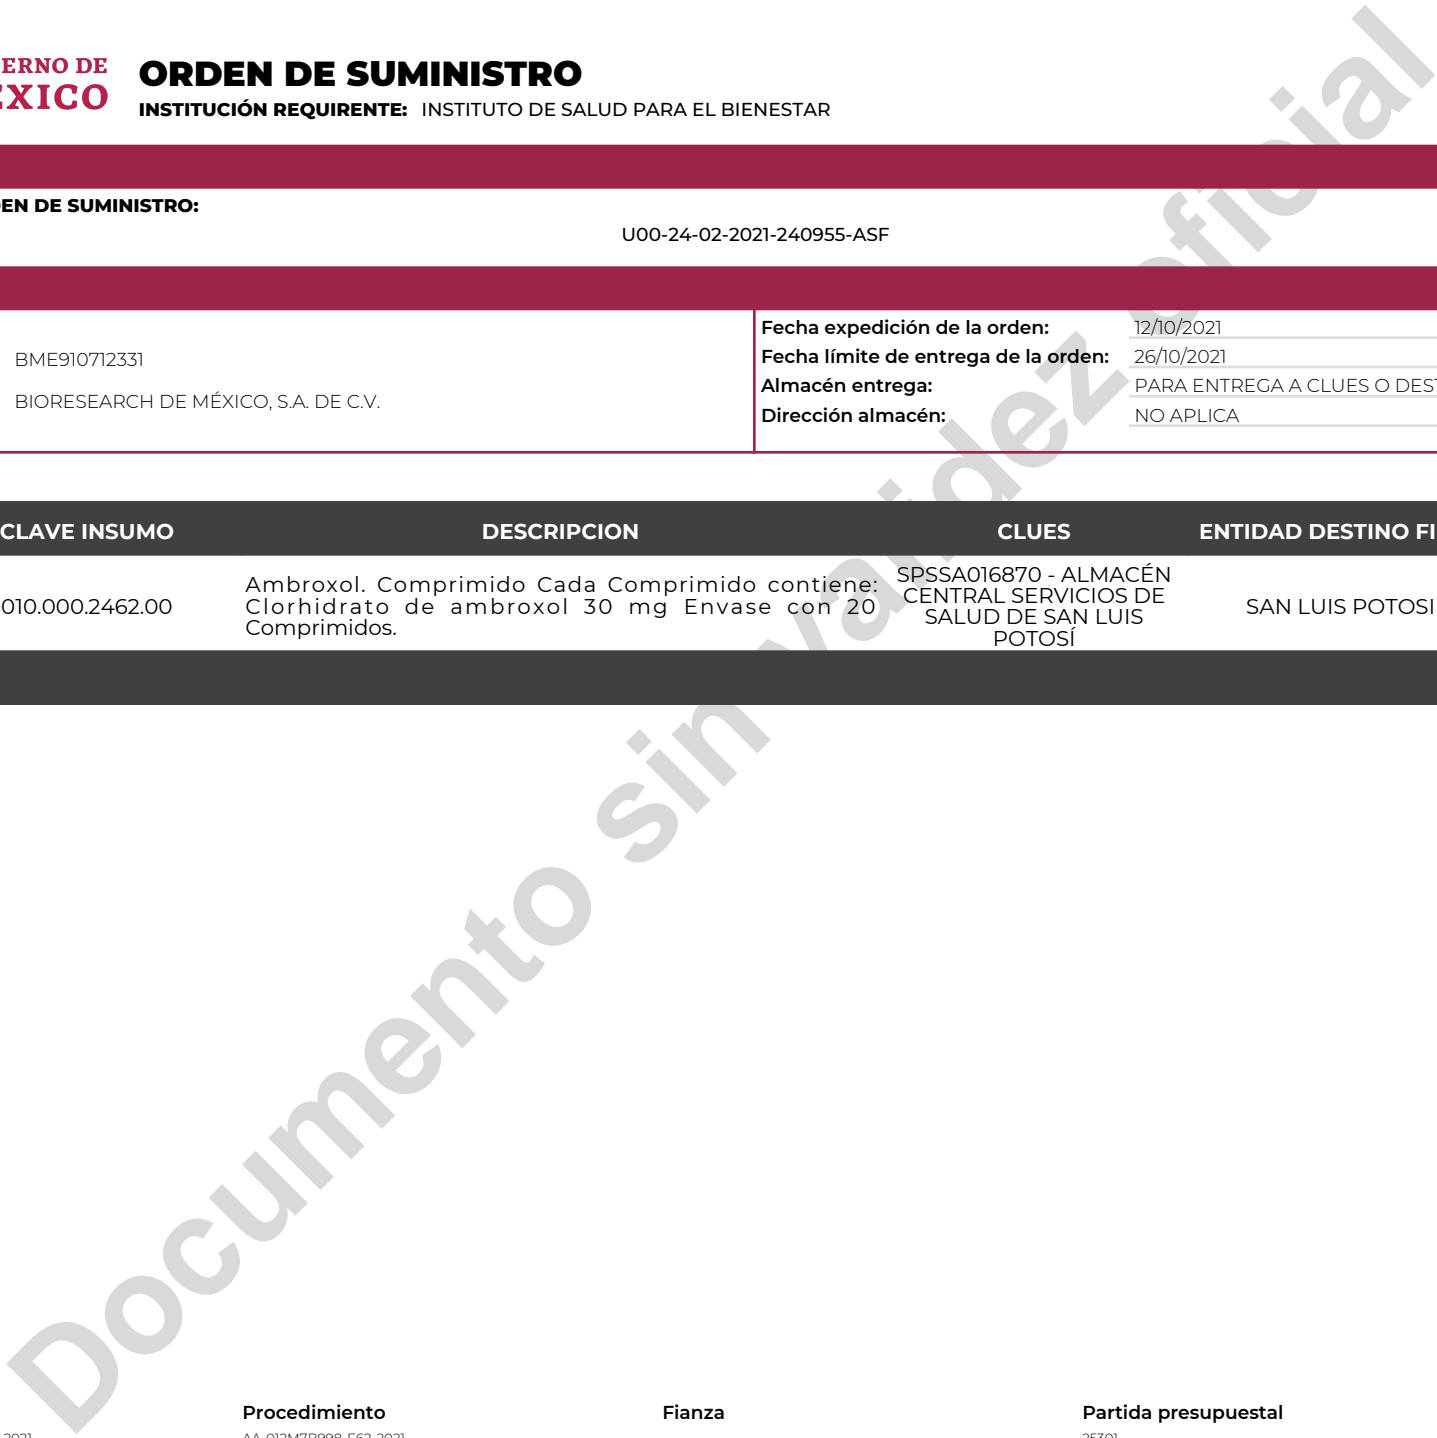 ERNO DE
ÉXICO
ORDEN DE SUMINISTRO
INSTITUCIÓN REQUIRENTE: INSTITUTO DE SALUD PARA EL BIENESTAR
EN DE SUMINISTRO:
U00-24-02-2021-240955-ASF
BME910712331
BIORESEARCH DE MÉXICO, S.A. DE C.V.
Fecha expedición de la orden: 12/10/2021
Fecha límite de entrega de la orden: 26/10/2021
Almacén entrega: PARA ENTREGA A CLUES O DEST
Dirección almacén: NO APLICA
CLAVE INSUMO DESCRIPCION CLUES ENTIDAD DESTINO FI
010.000.2462.00
Ambroxol. Comprimido Cada Comprimido contiene:
Clorhidrato de ambroxol 30 mg Envase con 20
Comprimidos.
SPSSA016870 - ALMACÉN
CENTRAL SERVICIOS DE
SALUD DE SAN LUIS
POTOSÍ
SAN LUIS POTOSI
Documento sin validez oficial
Procedimiento Fianza Partida presupuestal